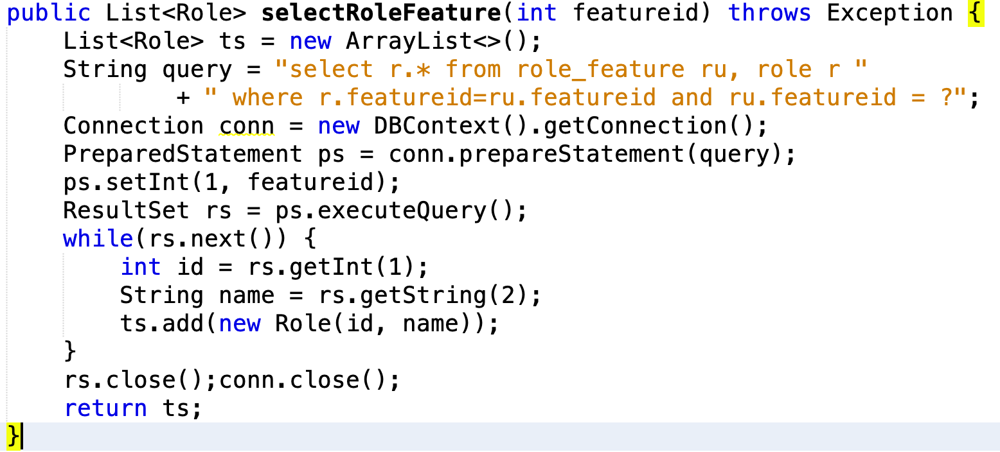 public List<Role> selectRoleFeature(int featureid) throws Exception {
    List<Role> ts = new ArrayList<>();
    String query = "select r.* from role_feature ru, role r "
            + " where r.featureid=ru.featureid and ru.featureid = ?";
    Connection conn = new DBContext().getConnection();
    PreparedStatement ps = conn.prepareStatement(query);
    ps.setInt(1, featureid);
    ResultSet rs = ps.executeQuery();
    while(rs.next()) {
        int id = rs.getInt(1);
        String name = rs.getString(2);
        ts.add(new Role(id, name));
    }
    rs.close();conn.close();
    return ts;
}